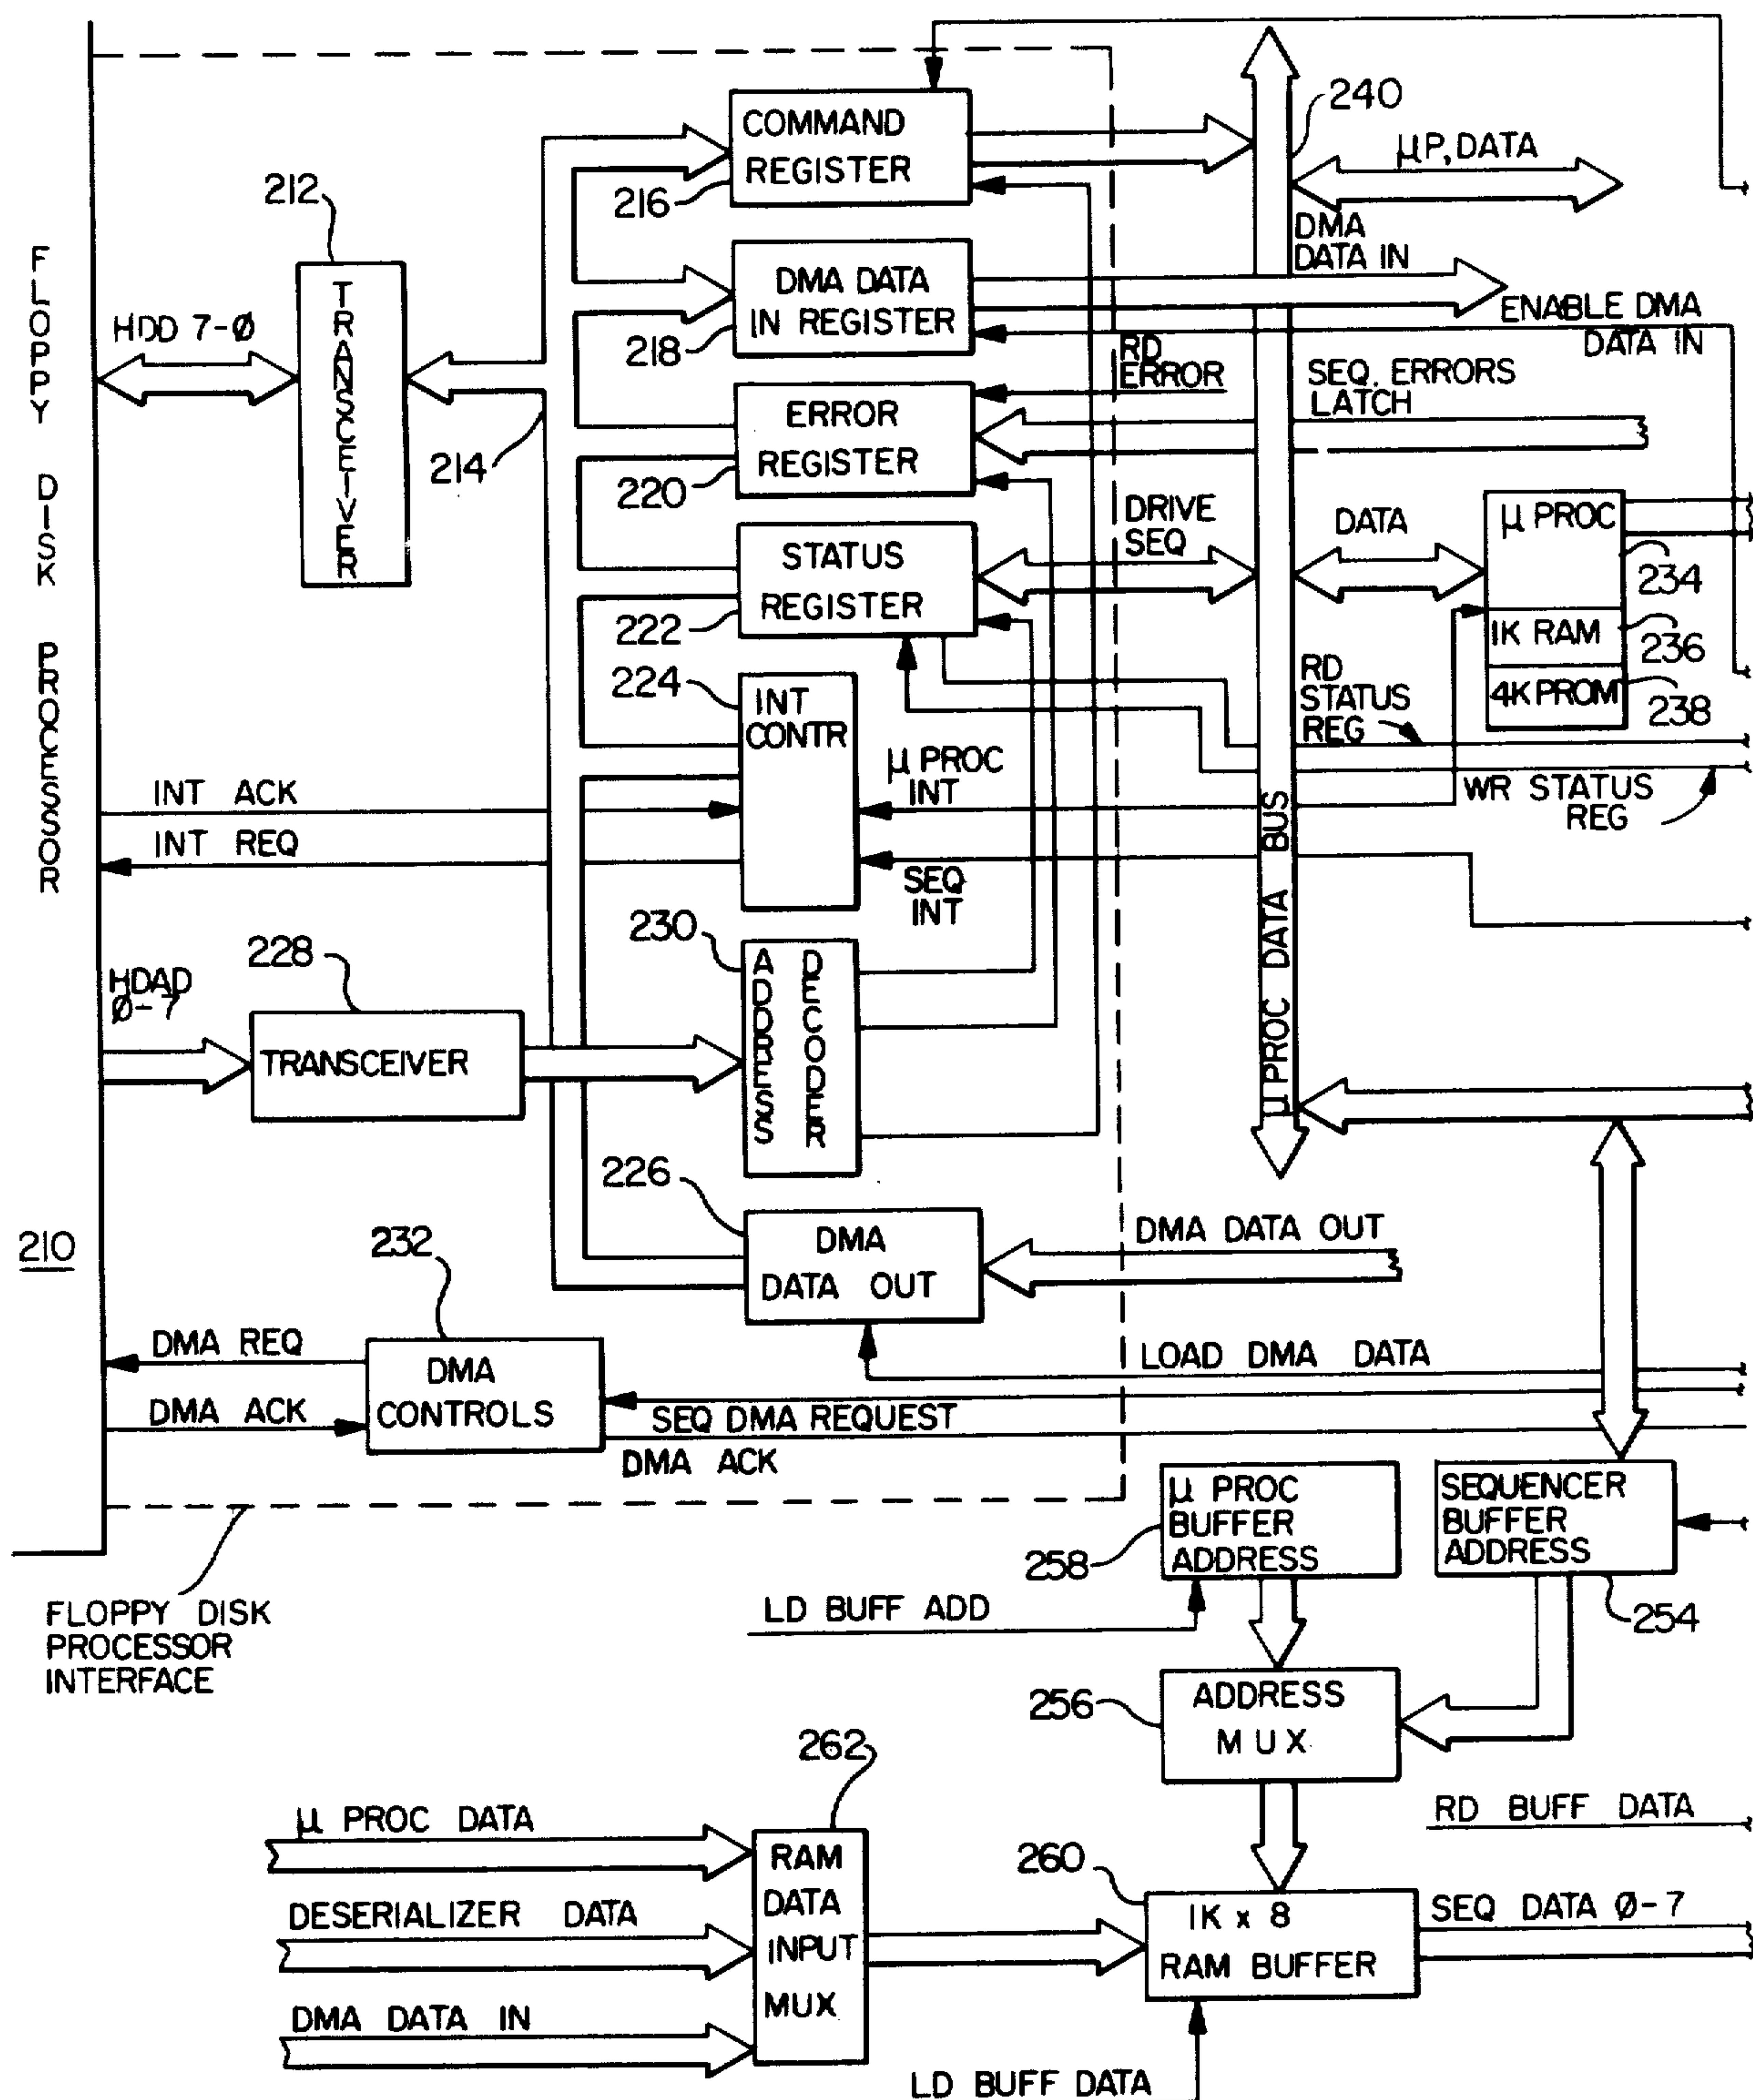 COMMAND
REGISTER
216
240
µP, DATA
212
TRANSCEIVER
HDD 7-Ø
214
FLOPPY DISK PROCESSOR
DMA DATA
IN REGISTER
218
DMA
DATA IN
ENABLE DMA
DATA IN
RD
ERROR
SEQ. ERRORS
LATCH
ERROR
REGISTER
220
STATUS
REGISTER
222
DRIVE
SEQ
DATA
µ PROC
234
1K RAM
236
4K PROM
238
RD
STATUS
REG
WR STATUS
REG
224
INT
CONTR
µ PROC
INT
SEQ
INT
INT ACK
INT REQ
µ PROC DATA BUS
230
ADDRESS
DECODER
HDAD
Ø-7
228
TRANSCEIVER
226
DMA
DATA OUT
DMA DATA OUT
210
232
DMA REQ
DMA ACK
DMA
CONTROLS
LOAD DMA DATA
SEQ DMA REQUEST
DMA ACK
FLOPPY DISK
PROCESSOR
INTERFACE
µ PROC
BUFFER
ADDRESS
258
SEQUENCER
BUFFER
ADDRESS
254
LD BUFF ADD
ADDRESS
MUX
256
262
µ PROC DATA
DESERIALIZER DATA
DMA DATA IN
RAM
DATA
INPUT
MUX
RD BUFF DATA
260
1K x 8
RAM BUFFER
SEQ DATA Ø-7
LD BUFF DATA